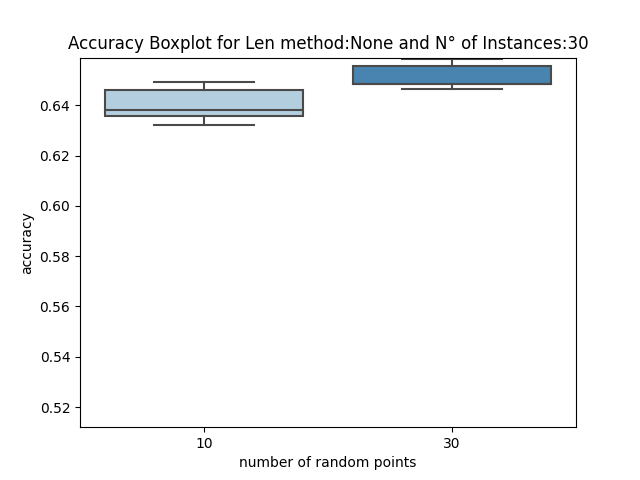 Accuracy Boxplot for Len method:None and N° of Instances:30
0.64
0.62
0.60
0.58
0.56
0.54
0.52
accuracy
10 30
number of random points